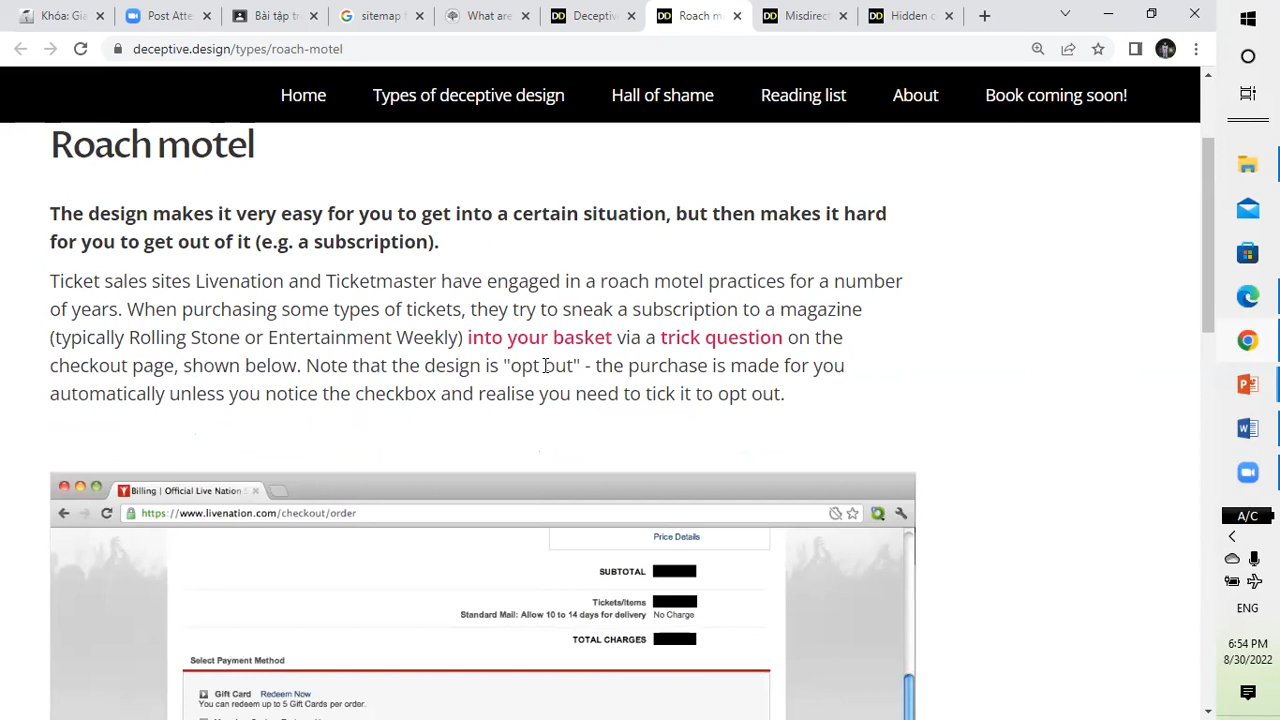 Khóa: Gia
Post Atte
Bài tập tr
sitemap
What are
Deceptiv
Roach m
Misdirec
Hidden c
deceptive.design/types/roach-motel
Home Types of deceptive design Hall of shame Reading list About Book coming soon!
Roach motel
The design makes it very easy for you to get into a certain situation, but then makes it hard
for you to get out of it (e.g. a subscription).
Ticket sales sites Livenation and Ticketmaster have engaged in a roach motel practices for a number
of years. When purchasing some types of tickets, they try to sneak a subscription to a magazine
(typically Rolling Stone or Entertainment Weekly) into your basket via a trick question on the
checkout page, shown below. Note that the design is "opt out" - the purchase is made for you
automatically unless you notice the checkbox and realise you need to tick it to opt out.
Billing | Official Live Nation
https://www.livenation.com/checkout/order
Price Details
SUBTOTAL
Tickets/Items
Standard Mail: Allow 10 to 14 days for delivery No Charge
TOTAL CHARGES
Select Payment Method
Gift Card Redeem Now
You can redeem up to 5 Gift Cards per order.
A/C
ENG
6:54 PM
8/30/2022